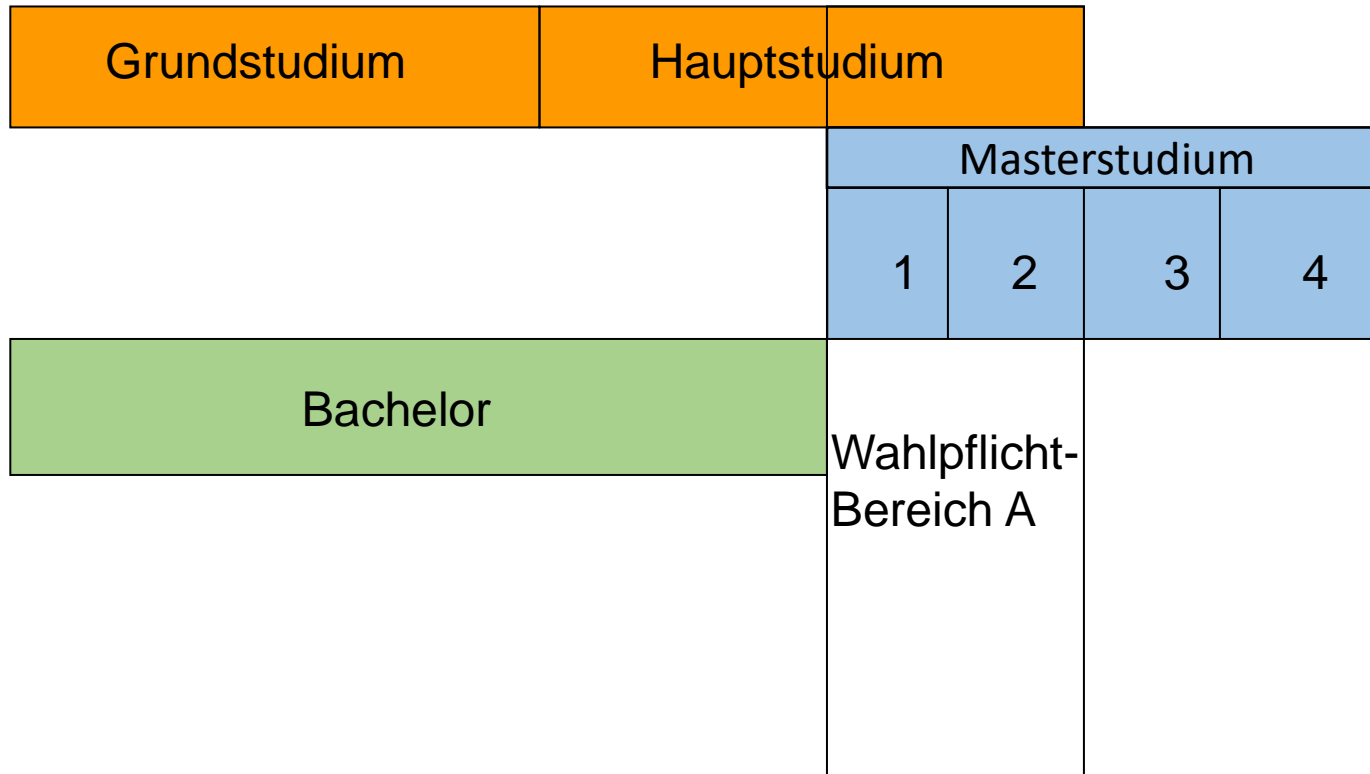 Grundstudium
Hauptstudium
Masterstudium
1
2
3
4
Bachelor
Wahlpflicht-
Bereich A